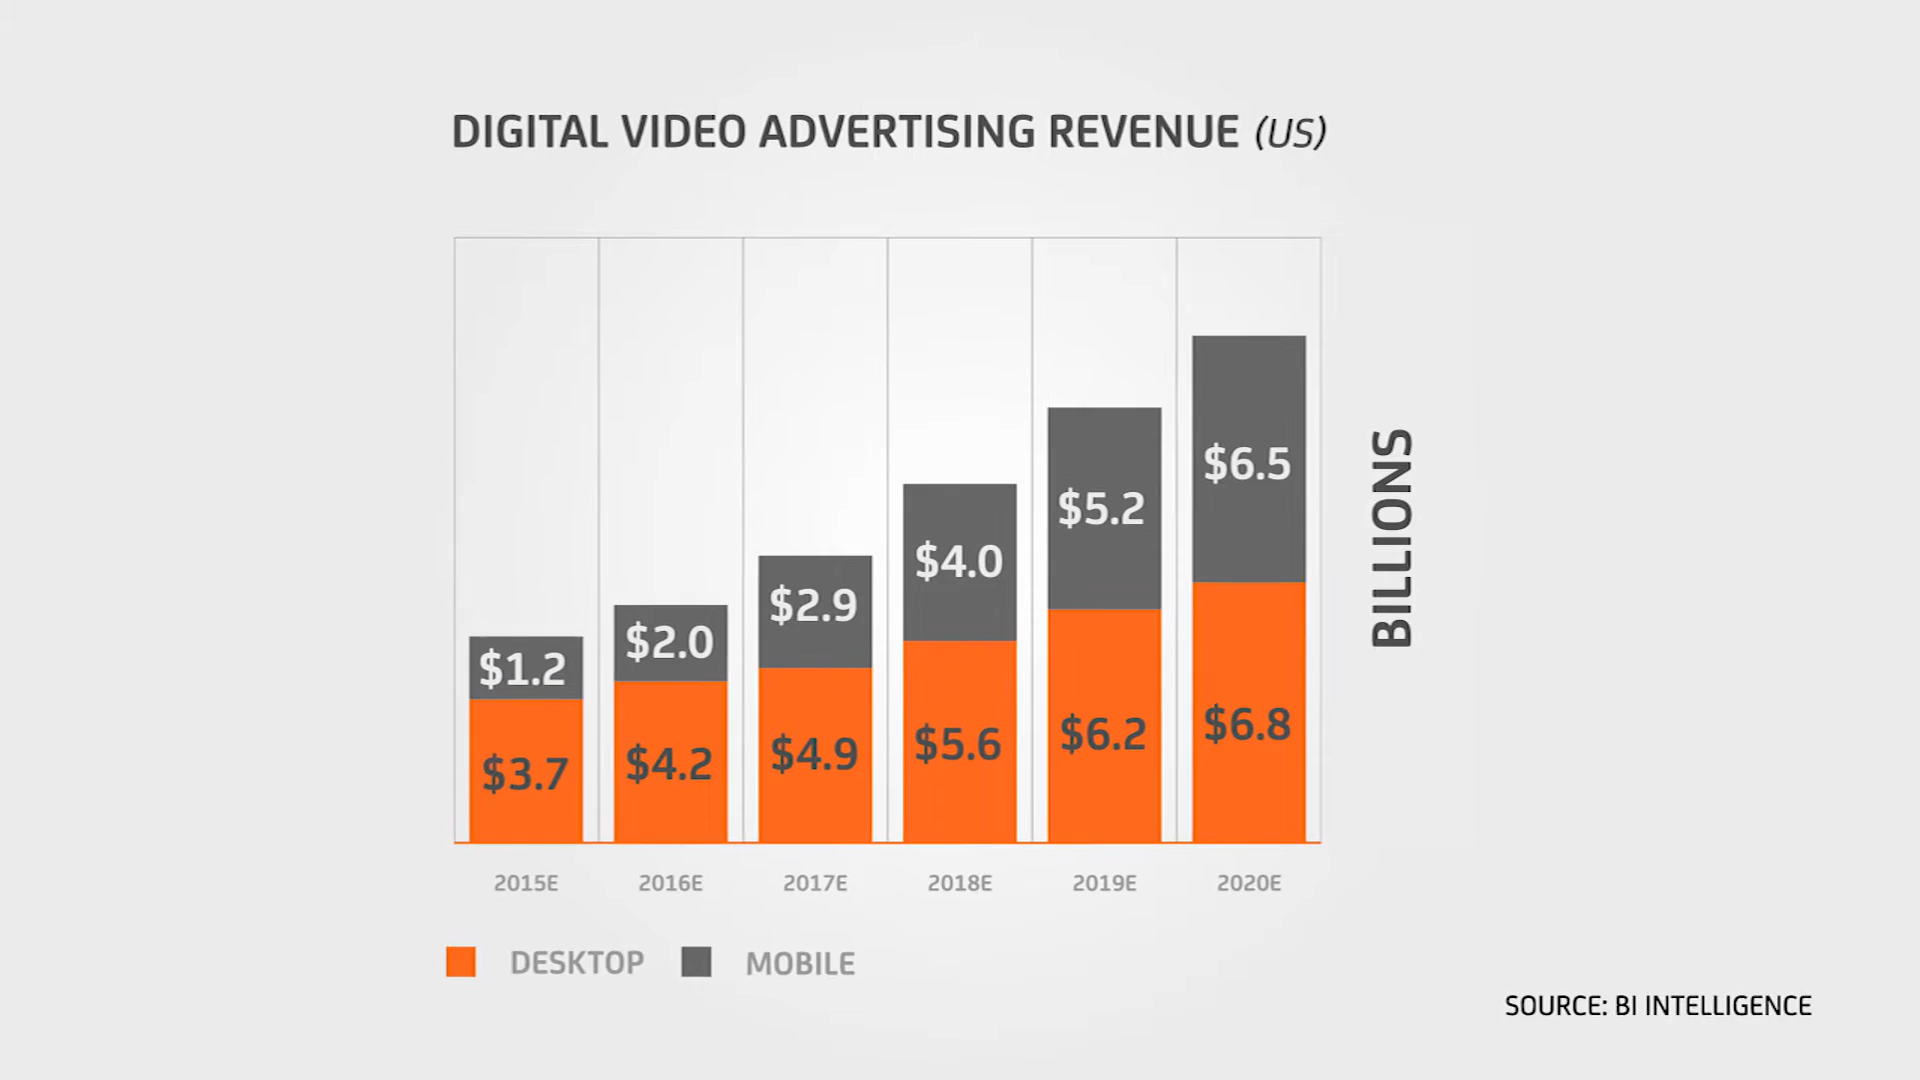 DIGITAL VIDEO ADVERTISING REVENUE (US)
$1.2 $2.0 $2.9 $4.0 $5.2 $6.5
$3.7 $4.2 $4.9 $5.6 $6.2 $6.8
BILLIONS
2015E 2016E 2017E 2018E 2019E 2020E
DESKTOP MOBILE
SOURCE: BI INTELLIGENCE